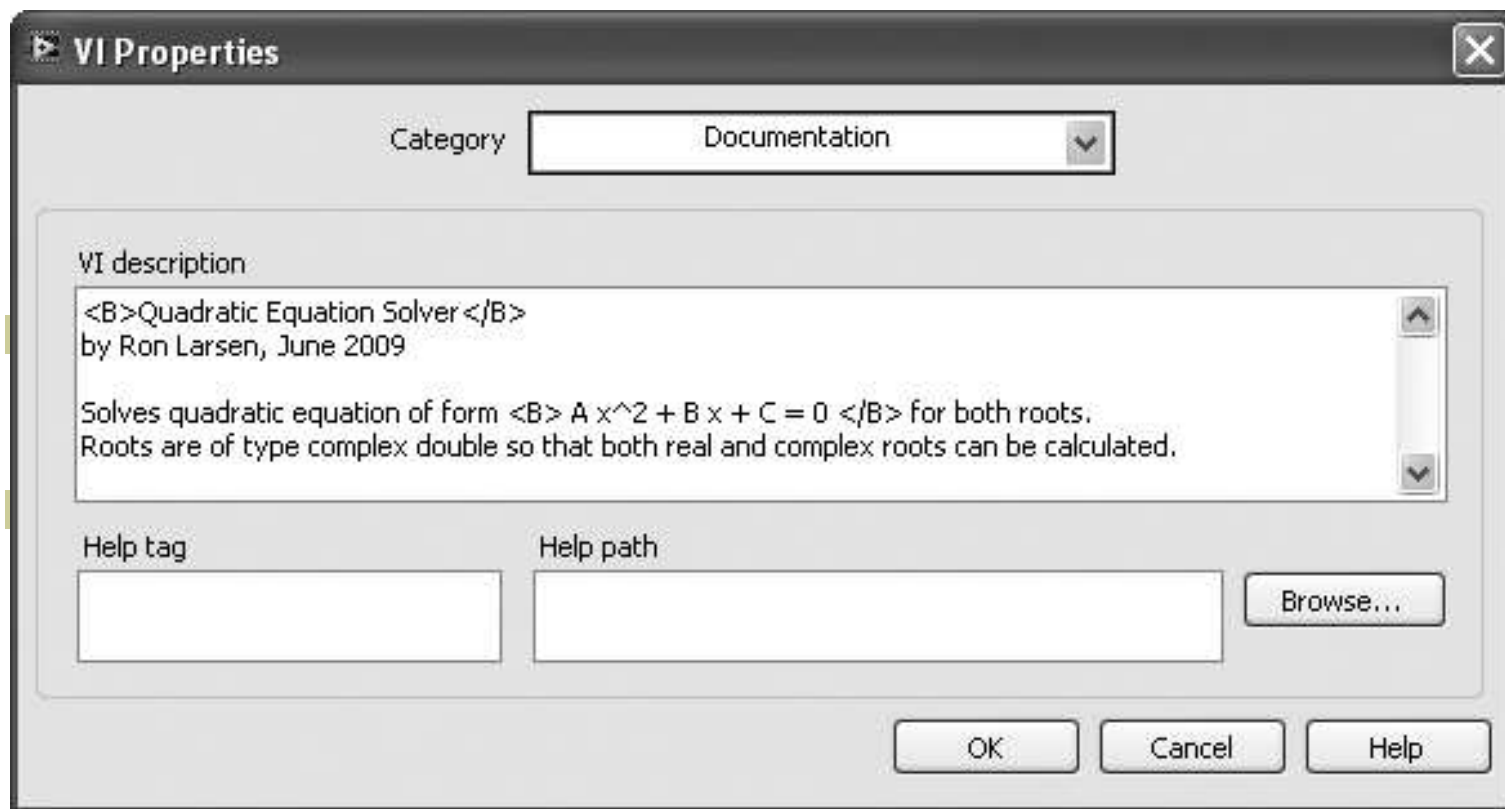 VI Properties
Category Documentation
VI description
<B>Quadratic Equation Solver</B>
by Ron Larsen, June 2009
Solves quadratic equation of form <B> A x^2 + B x + C = 0 </B> for both roots.
Roots are of type complex double so that both real and complex roots can be calculated.
Help tag Help path
Browse...
OK Cancel Help